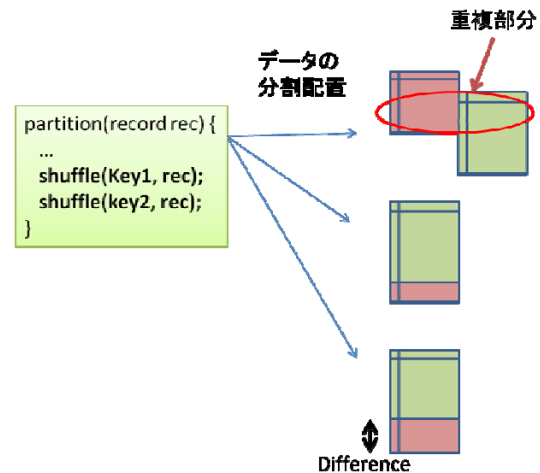 重複部分
データの
分割配置
partition(record rec) {
...
shuffle(Key1, rec);
shuffle(key2, rec);
}
Difference